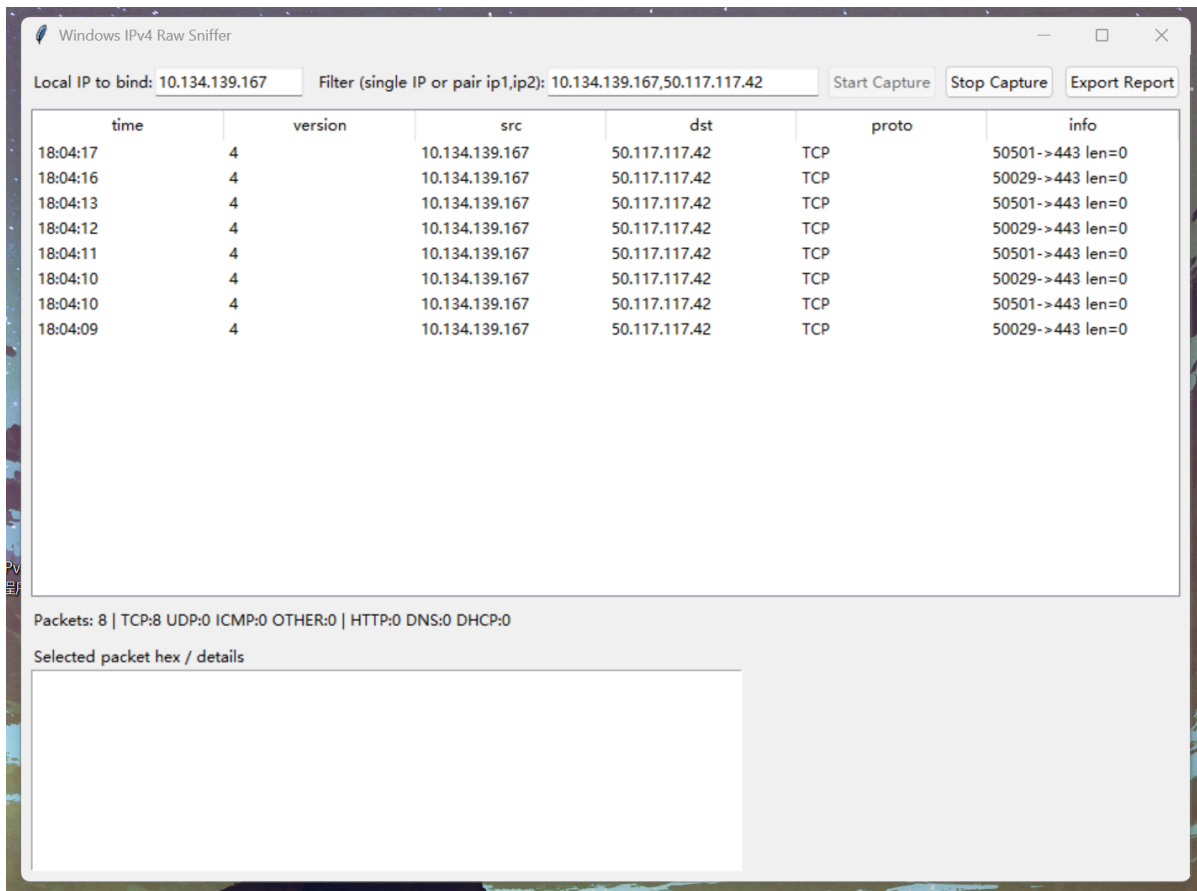 Windows IPv4 Raw Sniffer
Local IP to bind: 10.134.139.167 Filter (single IP or pair ip1,ip2): 10.134.139.167,50.117.117.42 Start Capture Stop Capture Export Report
time version src dst proto info
18:04:17 4 10.134.139.167 50.117.117.42 TCP 50501->443 len=0
18:04:16 4 10.134.139.167 50.117.117.42 TCP 50029->443 len=0
18:04:13 4 10.134.139.167 50.117.117.42 TCP 50501->443 len=0
18:04:12 4 10.134.139.167 50.117.117.42 TCP 50029->443 len=0
18:04:11 4 10.134.139.167 50.117.117.42 TCP 50501->443 len=0
18:04:10 4 10.134.139.167 50.117.117.42 TCP 50029->443 len=0
18:04:10 4 10.134.139.167 50.117.117.42 TCP 50501->443 len=0
18:04:09 4 10.134.139.167 50.117.117.42 TCP 50029->443 len=0
Packets: 8 | TCP:8 UDP:0 ICMP:0 OTHER:0 | HTTP:0 DNS:0 DHCP:0
Selected packet hex / details